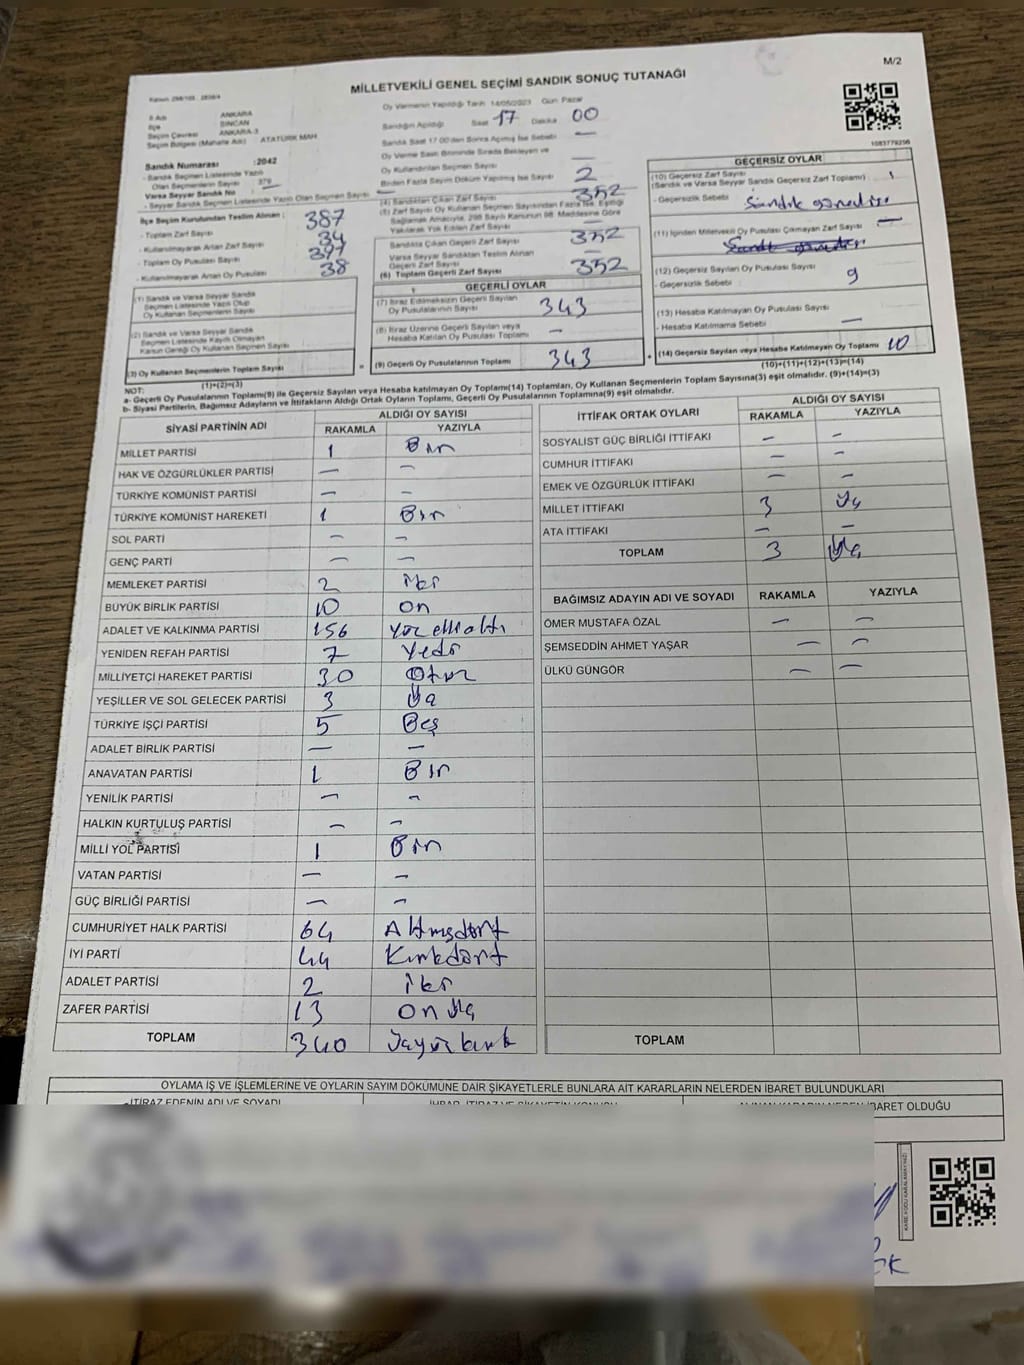 M/2
MİLLETVEKİLİ GENEL SEÇİMİ SANDIK SONUÇ TUTANAĞI
İl Adı ANKARA
İlçe SİNCAN
Seçim Çevresi ANKARA-3
Seçim Bölgesi (Mahalle Adı) ATATÜRK MAH
Sandık Numarası :2042
- Sandık Seçmen Listesinde Yazılı
Olan Seçmenlerin Sayısı 379
Varsa Seyyar Sandık No
- Seyyar Sandık Seçmen Listesinde Yazılı Olan Seçmen Sayısı —
İlçe Seçim Kurulundan Teslim Alınan :
- Toplam Zarf Sayısı 387
- Kullanılmayarak Artan Zarf Sayısı 34
- Toplam Oy Pusulası Sayısı
- Kullanılmayarak Artan Oy Pusulası 38
(1) Sandık ve Varsa Seyyar Sandık
Seçmen Listesinde Yazılı Olup
Oy Kullanan Seçmenlerin Sayısı
(2) Sandık ve Varsa Seyyar Sandık
Seçmen Listesinde Kayıtlı Olmayan
Kanun Gereği Oy Kullanan Seçmen Sayısı
(3) Oy Kullanan Seçmenlerin Toplam Sayısı
(1)+(2)=(3)
Oy Vermenin Yapıldığı Tarih 14/05/2023 Gün Pazar
Sandığın Açıldığı Saat 17 Dakika 00
Sandık Saat 17.00'den Sonra Açılmış İse Sebebi —
Oy Verme Saati Bitiminde Sırada Bekleyen ve
Oy Kullandırılan Seçmen Sayısı —
Birden Fazla Sayım Döküm Yapılmış İse Sayısı 2
(4) Sandıktan Çıkan Zarf Sayısı 352
(5) Zarf Sayısı Oy Kullanan Seçmen Sayısından Fazla İse, Eşitliği
Sağlamak Amacıyla, 298 Sayılı Kanunun 98. Maddesine Göre
Yakılarak Yok Edilen Zarf Sayısı
Sandıkta Çıkan Geçerli Zarf Sayısı 352
Varsa Seyyar Sandıktan Teslim Alınan
Geçerli Zarf Sayısı
(6) Toplam Geçerli Zarf Sayısı 352
GEÇERLİ OYLAR
(7) İtiraz Edilmeksizin Geçerli Sayılan
Oy Pusulasının Sayısı 343
(8) İtiraz Üzerine Geçerli Sayılan veya
Hesaba Katılan Oy Pusulası Toplamı —
= (9) Geçerli Oy Pusulalarının Toplamı 343
1083779256
GEÇERSİZ OYLAR
(10) Geçersiz Zarf Sayısı 1
(Sandık ve Varsa Seyyar Sandık Geçersiz Zarf Toplamı)
- Geçersizlik Sebebi
(11) İçinden Milletvekili Oy Pusulası Çıkmayan Zarf Sayısı —
(12) Geçersiz Sayılan Oy Pusulası Sayısı
- Geçersizlik Sebebi 9
(13) Hesaba Katılmayan Oy Pusulası Sayısı
- Hesaba Katılmama Sebebi —
+ (14) Geçersiz Sayılan veya Hesaba Katılmayan Oy Toplamı 10
(10)+(11)+(12)+(13)=(14)
NOT:
a- Geçerli Oy Pusulalarının Toplamı(9) ile Geçersiz Sayılan veya Hesaba katılmayan Oy Toplamı(14) Toplamları, Oy Kullanan Seçmenlerin Toplam Sayısına(3) eşit olmalıdır. (9)+(14)=(3)
b- Siyasi Partilerin, Bağımsız Adayların ve İttifakların Aldığı Ortak Oyların Toplamı, Geçerli Oy Pusulalarının Toplamına(9) eşit olmalıdır.
SİYASİ PARTİNİN ADI ALDIĞI OY SAYISI
RAKAMLA YAZIYLA
MİLLET PARTİSİ 1 Bir
HAK VE ÖZGÜRLÜKLER PARTİSİ — —
TÜRKİYE KOMÜNİST PARTİSİ — —
TÜRKİYE KOMÜNİST HAREKETİ 1 Bir
SOL PARTİ — —
GENÇ PARTİ — —
MEMLEKET PARTİSİ 2 iki
BÜYÜK BİRLİK PARTİSİ 10 on
ADALET VE KALKINMA PARTİSİ 156 yüz elli altı
YENİDEN REFAH PARTİSİ 7 Yedi
MİLLİYETÇİ HAREKET PARTİSİ 30 Otuz
YEŞİLLER VE SOL GELECEK PARTİSİ 3 Üç
TÜRKİYE İŞÇİ PARTİSİ 5 Beş
ADALET BİRLİK PARTİSİ — —
ANAVATAN PARTİSİ 1 Bir
YENİLİK PARTİSİ — —
HALKIN KURTULUŞ PARTİSİ — —
MİLLİ YOL PARTİSİ 1 Bir
VATAN PARTİSİ — —
GÜÇ BİRLİĞİ PARTİSİ — —
CUMHURİYET HALK PARTİSİ 64 Altmışdört
İYİ PARTİ 44 Kırkdört
ADALET PARTİSİ 2 iki
ZAFER PARTİSİ 13 on üç
TOPLAM 340 üçyüz kırk
İTTİFAK ORTAK OYLARI ALDIĞI OY SAYISI
RAKAMLA YAZIYLA
SOSYALİST GÜÇ BİRLİĞİ İTTİFAKI — —
CUMHUR İTTİFAKI — —
EMEK VE ÖZGÜRLÜK İTTİFAKI — —
MİLLET İTTİFAKI 3 Üç
ATA İTTİFAKI — —
TOPLAM 3 Üç
BAĞIMSIZ ADAYIN ADI VE SOYADI RAKAMLA YAZIYLA
ÖMER MUSTAFA ÖZAL — —
ŞEMSEDDİN AHMET YAŞAR — —
ÜLKÜ GÜNGÖR — —
TOPLAM
OYLAMA İŞ VE İŞLEMLERİNE VE OYLARIN SAYIM DÖKÜMÜNE DAİR ŞİKAYETLERLE BUNLARA AİT KARARLARIN NELERDEN İBARET BULUNDUKLARI
İTİRAZ EDENİN ADI VE SOYADI
İBARET OLDUĞU